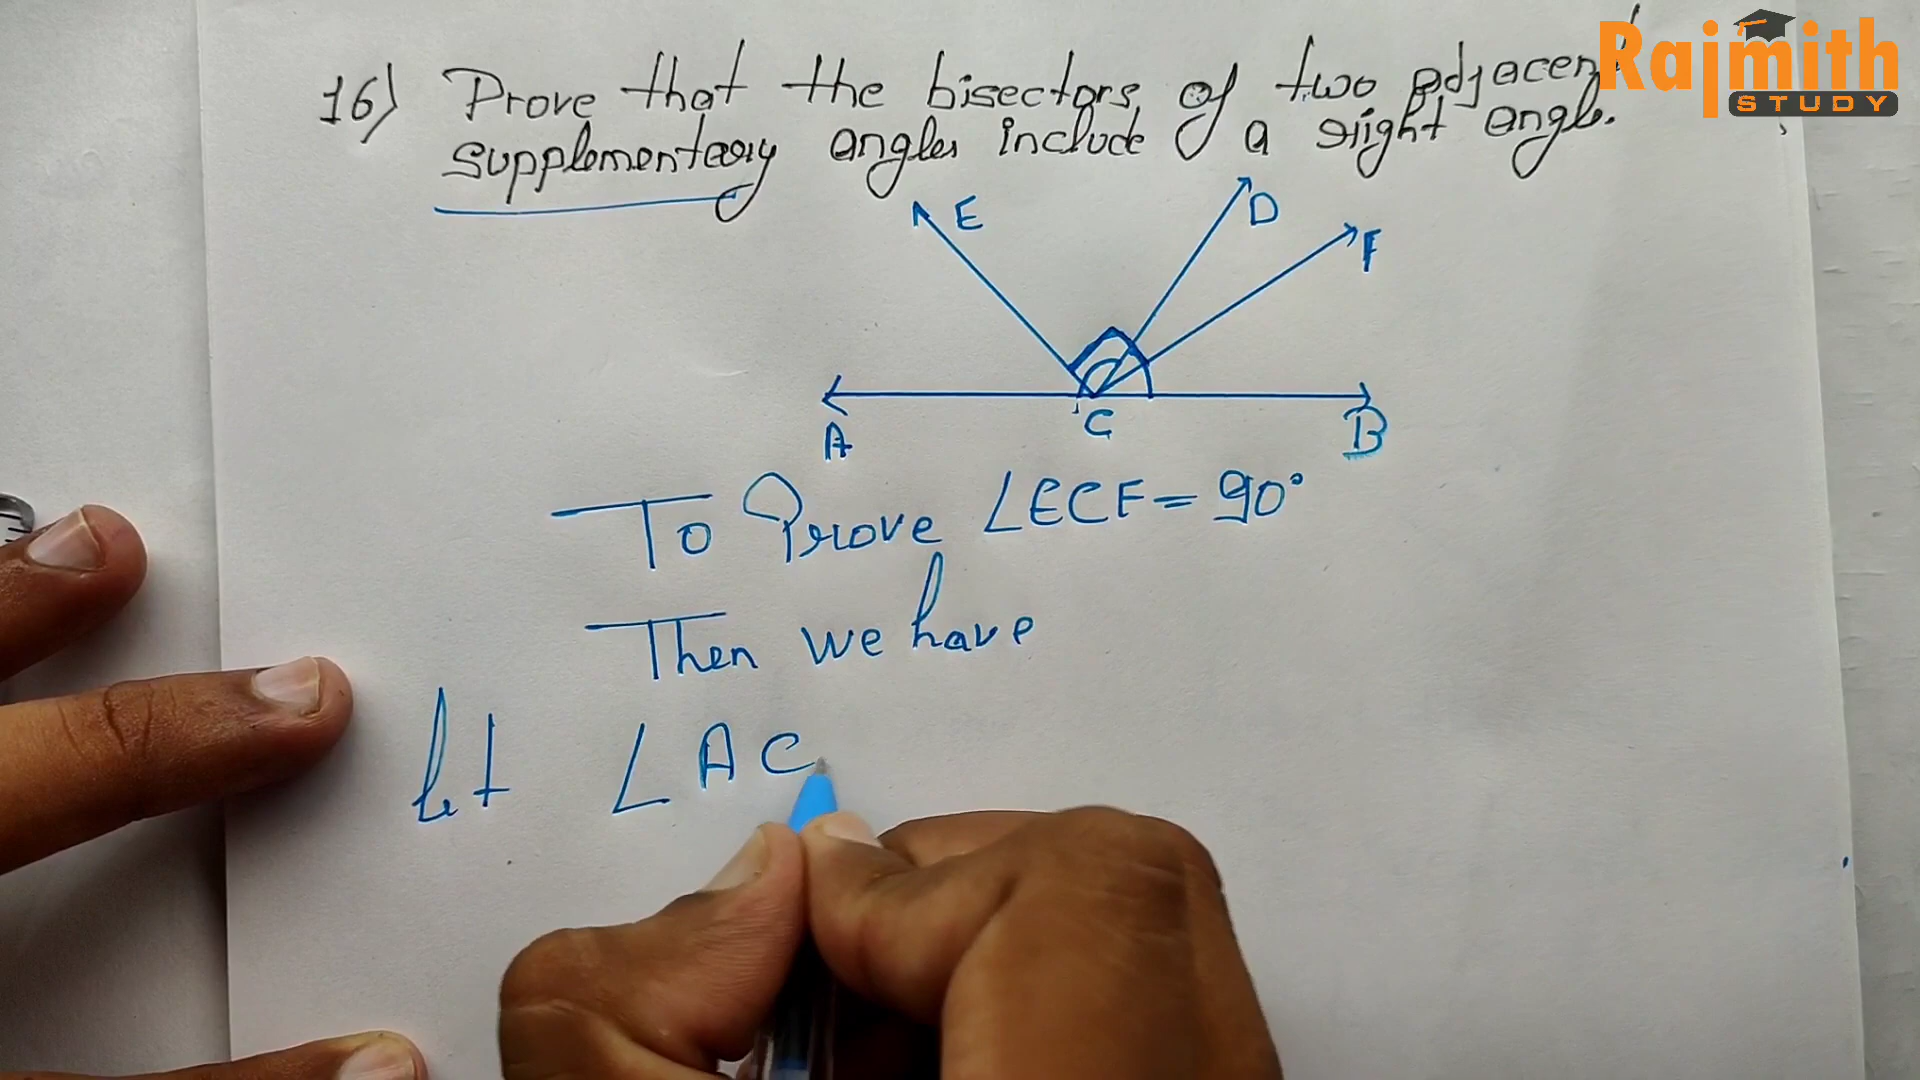 16) Prove that the bisectors of two adjacent
supplementary angles include a right angle.
Rajmith
STUDY
E
D
F
A
C
B
To Prove ∠ECF = 90°
Then we have
let ∠AC